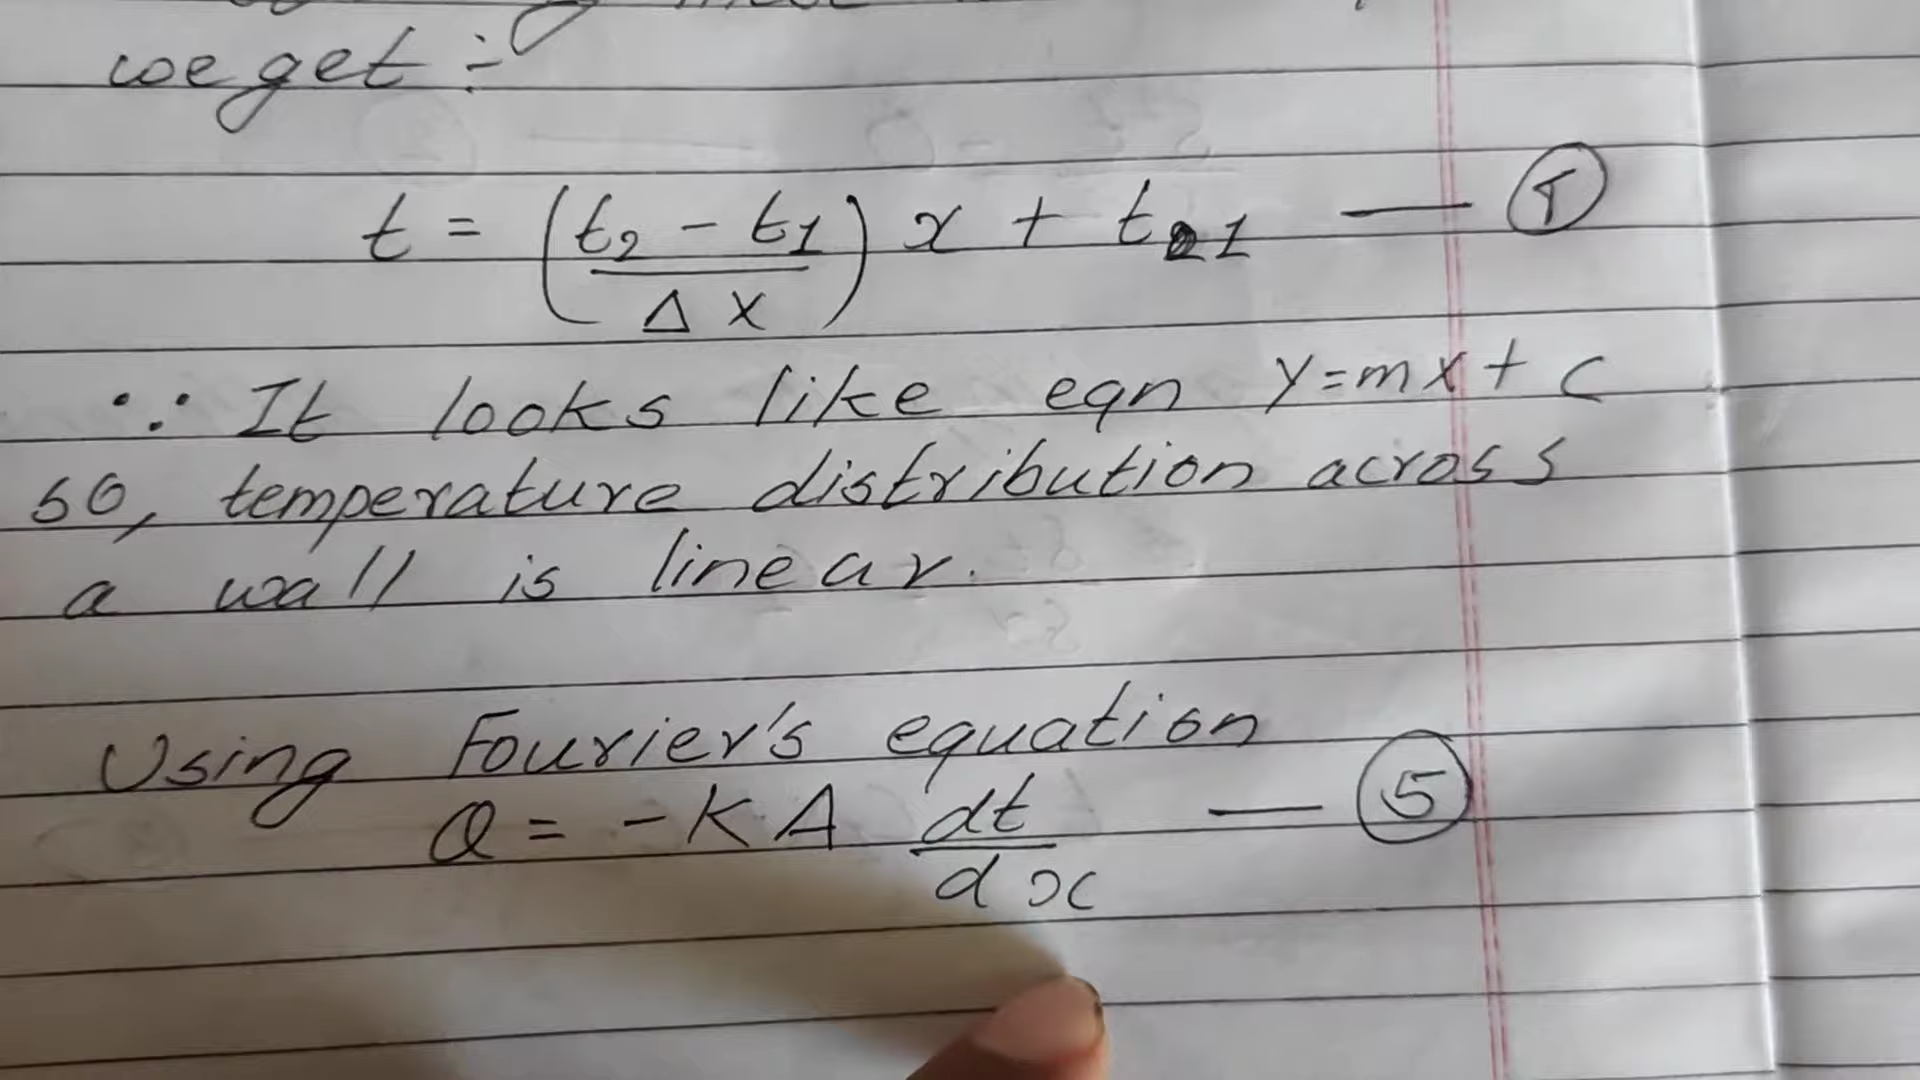 we get :-
t = (t₂ - t₁ / Δx) x + t₁ —
∵ It looks like eqn y=mx+c
so, temperature distribution across
a wall is linear.
Using Fourier's equation
Q = -KA dt/dx — ⑤